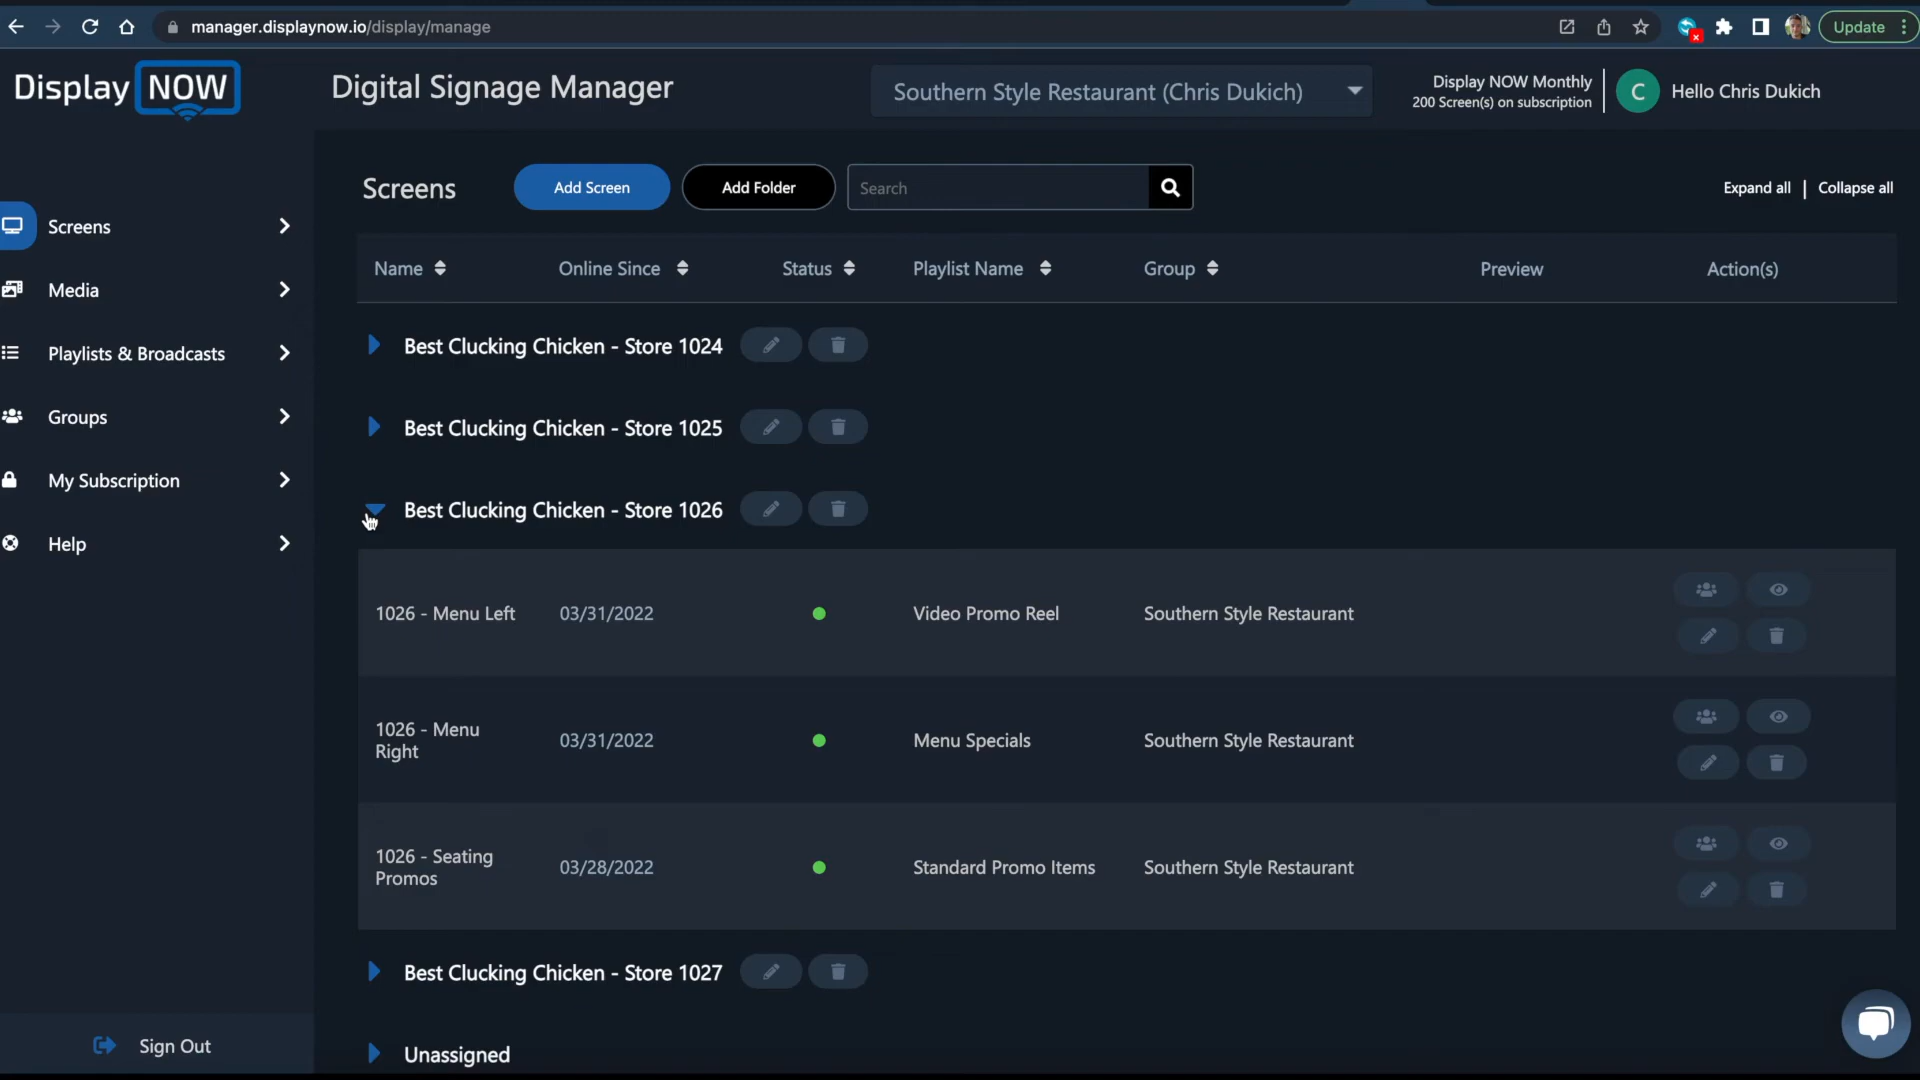 manager.displaynow.io/display/manage
Update
Display NOW
Digital Signage Manager
Southern Style Restaurant (Chris Dukich)
Display NOW Monthly
200 Screen(s) on subscription
C
Hello Chris Dukich
Screens
Media
Playlists & Broadcasts
Groups
My Subscription
Help
Sign Out
Screens
Add Screen
Add Folder
Search
Expand all | Collapse all
Name Online Since Status Playlist Name Group Preview Action(s)
Best Clucking Chicken - Store 1024
Best Clucking Chicken - Store 1025
Best Clucking Chicken - Store 1026
1026 - Menu Left 03/31/2022 Video Promo Reel Southern Style Restaurant
1026 - Menu
Right
03/31/2022 Menu Specials Southern Style Restaurant
1026 - Seating
Promos
03/28/2022 Standard Promo Items Southern Style Restaurant
Best Clucking Chicken - Store 1027
Unassigned